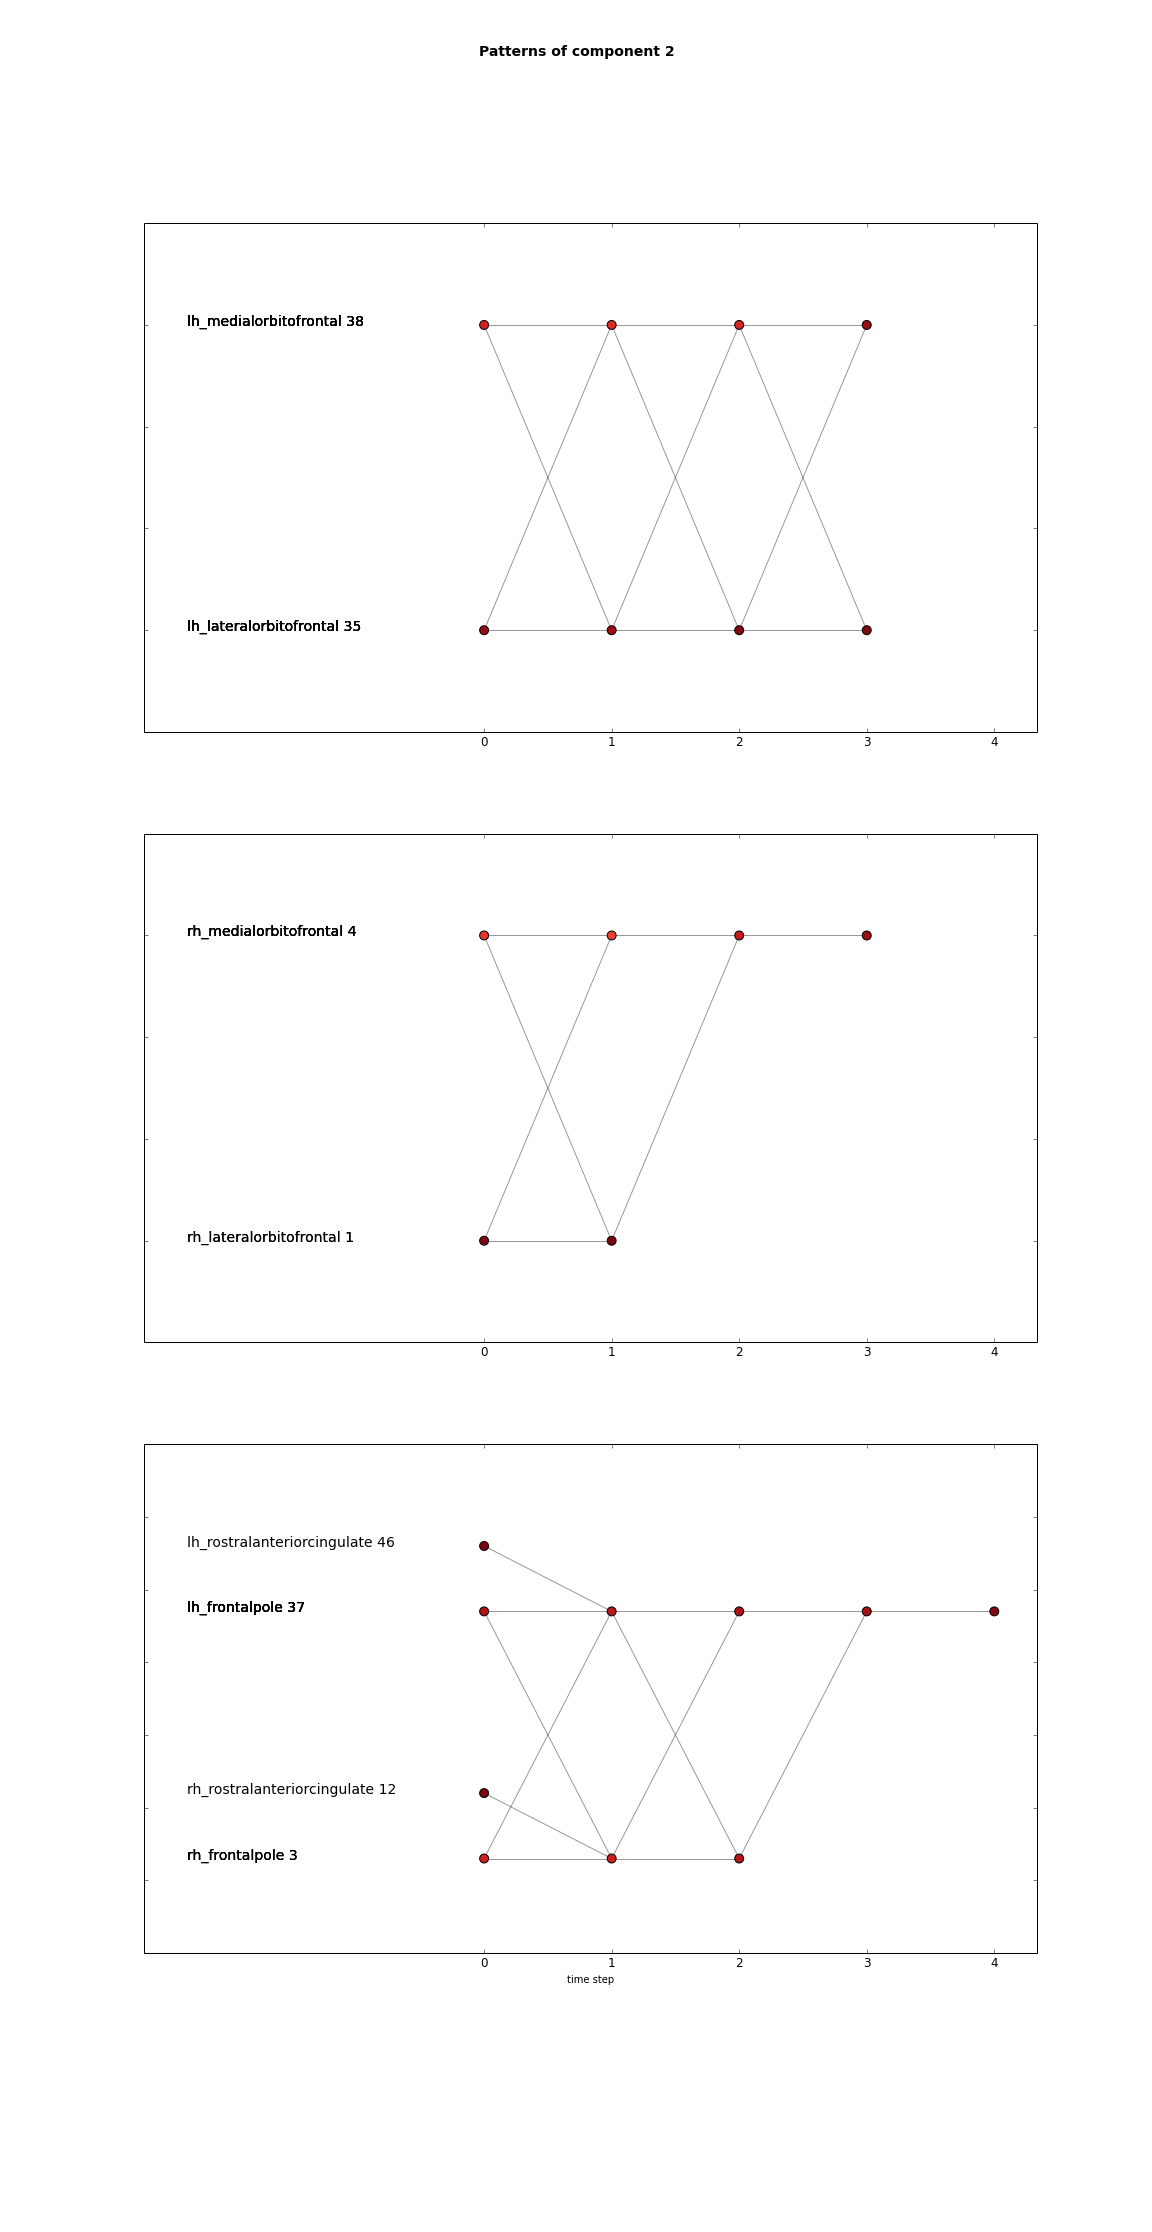 Patterns of component 2
lh_medialorbitofrontal 38
lh_lateralorbitofrontal 35
0 1 2 3 4
rh_medialorbitofrontal 4
rh_lateralorbitofrontal 1
0 1 2 3 4
lh_rostralanteriorcingulate 46
lh_frontalpole 37
rh_rostralanteriorcingulate 12
rh_frontalpole 3
0 1 2 3 4
time step